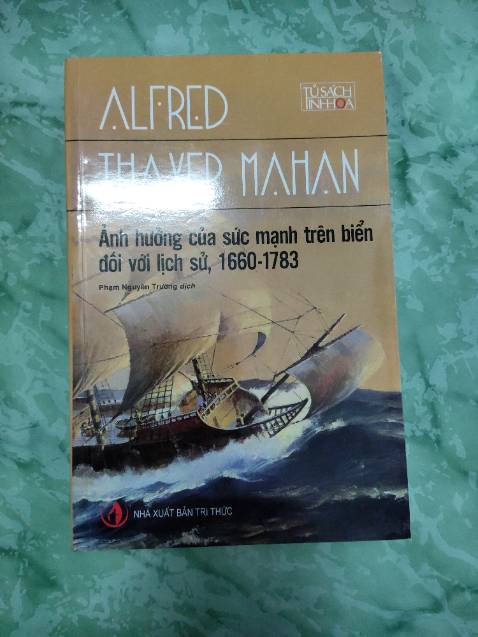 ALFRED
TỦ SÁCH
TINH HOA
THAYER MAHAN
Ảnh hưởng của sức mạnh trên biển
đối với lịch sử, 1660-1783
Phạm Nguyên Trường dịch
NHÀ XUẤT BẢN TRI THỨC